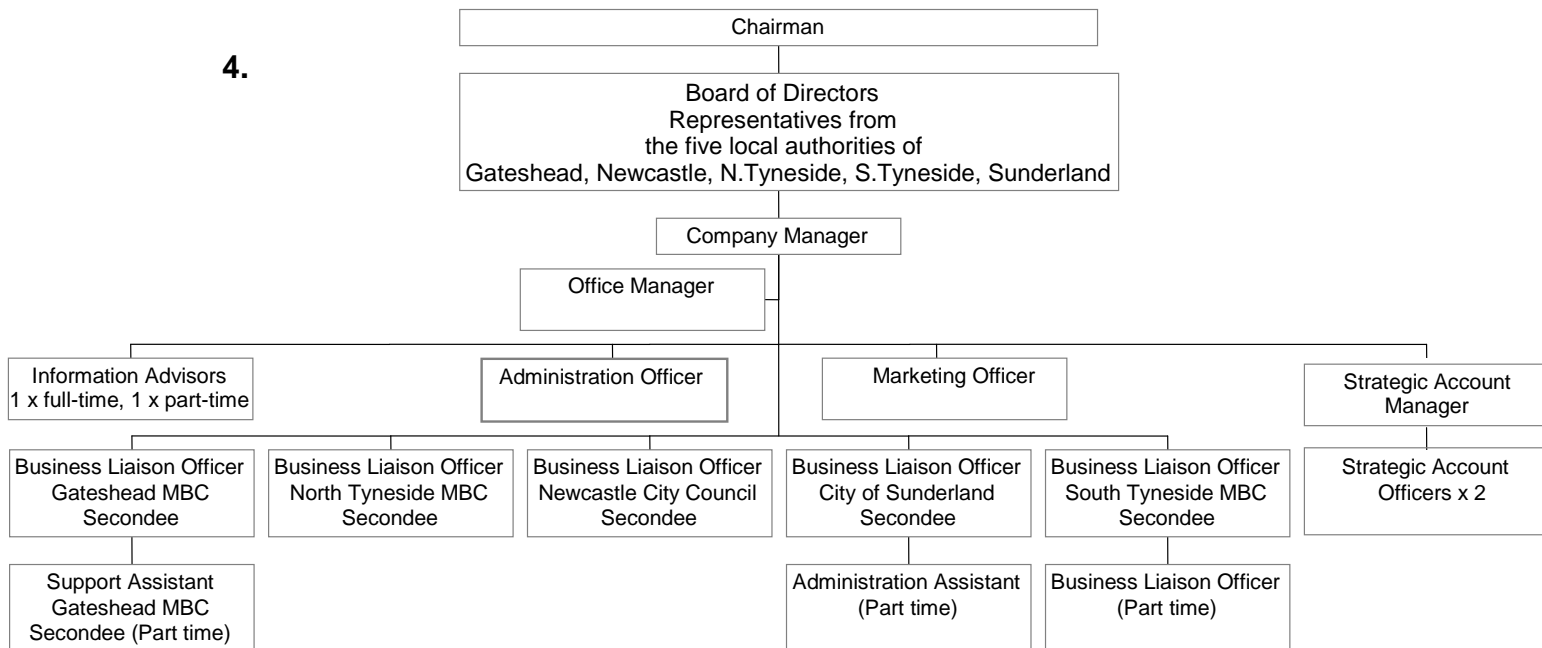 4.
Chairman
Board of Directors
Representatives from
the five local authorities of
Gateshead, Newcastle, N.Tyneside, S.Tyneside, Sunderland
Company Manager
Office Manager
Information Advisors
1 x full-time, 1 x part-time
Administration Officer
Marketing Officer
Strategic Account
Manager
Business Liaison Officer
Gateshead MBC
Secondee
Business Liaison Officer
North Tyneside MBC
Secondee
Business Liaison Officer
Newcastle City Council
Secondee
Business Liaison Officer
City of Sunderland
Secondee
Business Liaison Officer
South Tyneside MBC
Secondee
Strategic Account
Officers x 2
Support Assistant
Gateshead MBC
Secondee (Part time)
Administration Assistant
(Part time)
Business Liaison Officer
(Part time)